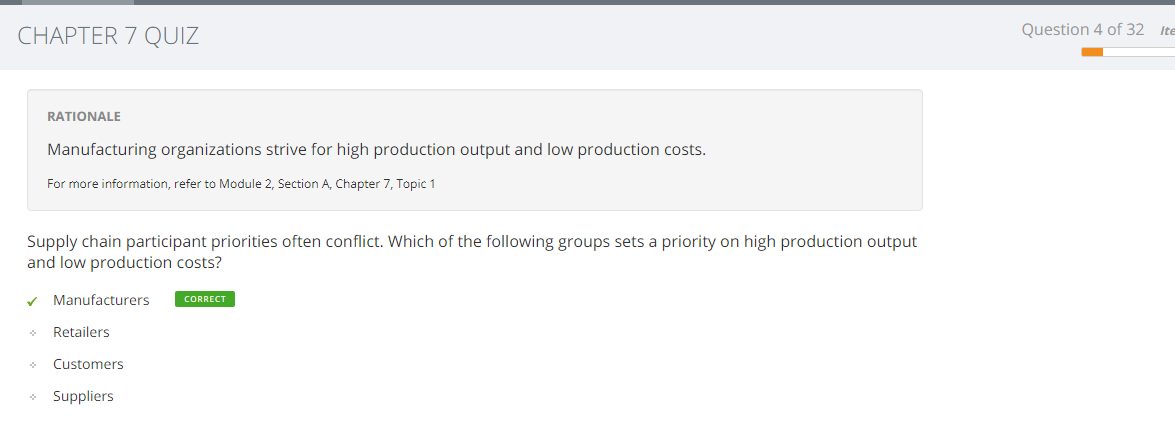 CHAPTER 7 QUIZ
Question 4 of 32 Ite
RATIONALE
Manufacturing organizations strive for high production output and low production costs.
For more information, refer to Module 2, Section A, Chapter 7, Topic 1
Supply chain participant priorities often conflict. Which of the following groups sets a priority on high production output
and low production costs?
Manufacturers CORRECT
Retailers
Customers
Suppliers